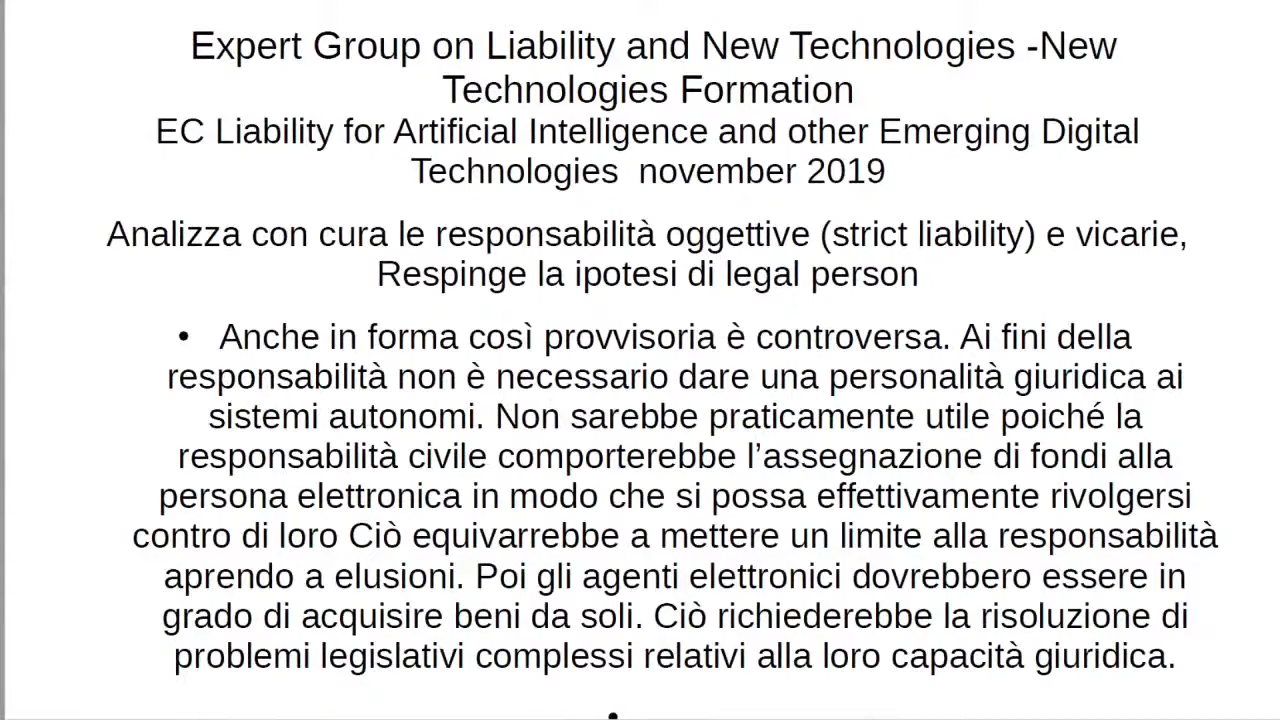 Expert Group on Liability and New Technologies -New
Technologies Formation
EC Liability for Artificial Intelligence and other Emerging Digital
Technologies  november 2019
Analizza con cura le responsabilità oggettive (strict liability) e vicarie,
Respinge la ipotesi di legal person
• Anche in forma così provvisoria è controversa. Ai fini della
responsabilità non è necessario dare una personalità giuridica ai
sistemi autonomi. Non sarebbe praticamente utile poiché la
responsabilità civile comporterebbe l’assegnazione di fondi alla
persona elettronica in modo che si possa effettivamente rivolgersi
contro di loro Ciò equivarrebbe a mettere un limite alla responsabilità
aprendo a elusioni. Poi gli agenti elettronici dovrebbero essere in
grado di acquisire beni da soli. Ciò richiederebbe la risoluzione di
problemi legislativi complessi relativi alla loro capacità giuridica.
•